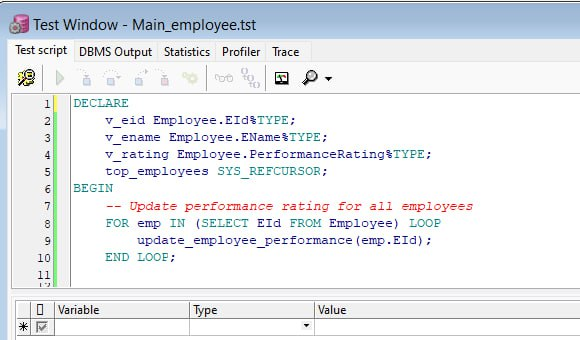 Test Window - Main_employee.tst
Test script DBMS Output Statistics Profiler Trace
1 DECLARE
2 v_eid Employee.EId%TYPE;
3 v_ename Employee.EName%TYPE;
4 v_rating Employee.PerformanceRating%TYPE;
5 top_employees SYS_REFCURSOR;
6 BEGIN
7 -- Update performance rating for all employees
8 FOR emp IN (SELECT EId FROM Employee) LOOP
9 update_employee_performance(emp.EId);
10 END LOOP;
11
Variable Type Value